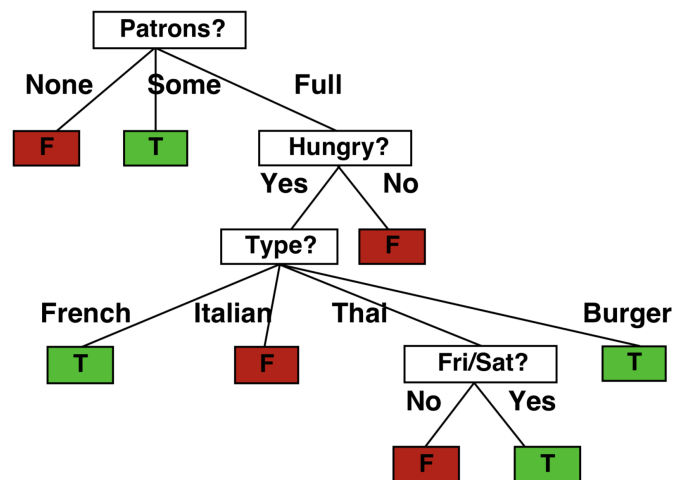 Patrons?
None Some Full
F T Hungry?
Yes No
Type? F
French Italian Thai Burger
T F Fri/Sat? T
No Yes
F T